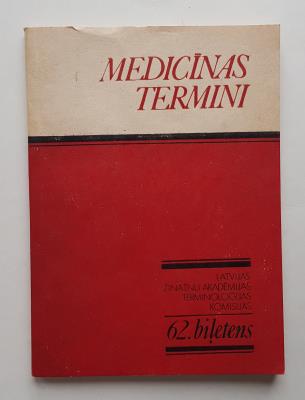 MEDICĪNAS
TERMINI
LATVIJAS
ZINĀTŅU AKADĒMIJAS
TERMINOLOĢIJAS
KOMISIJAS
62. biļetens